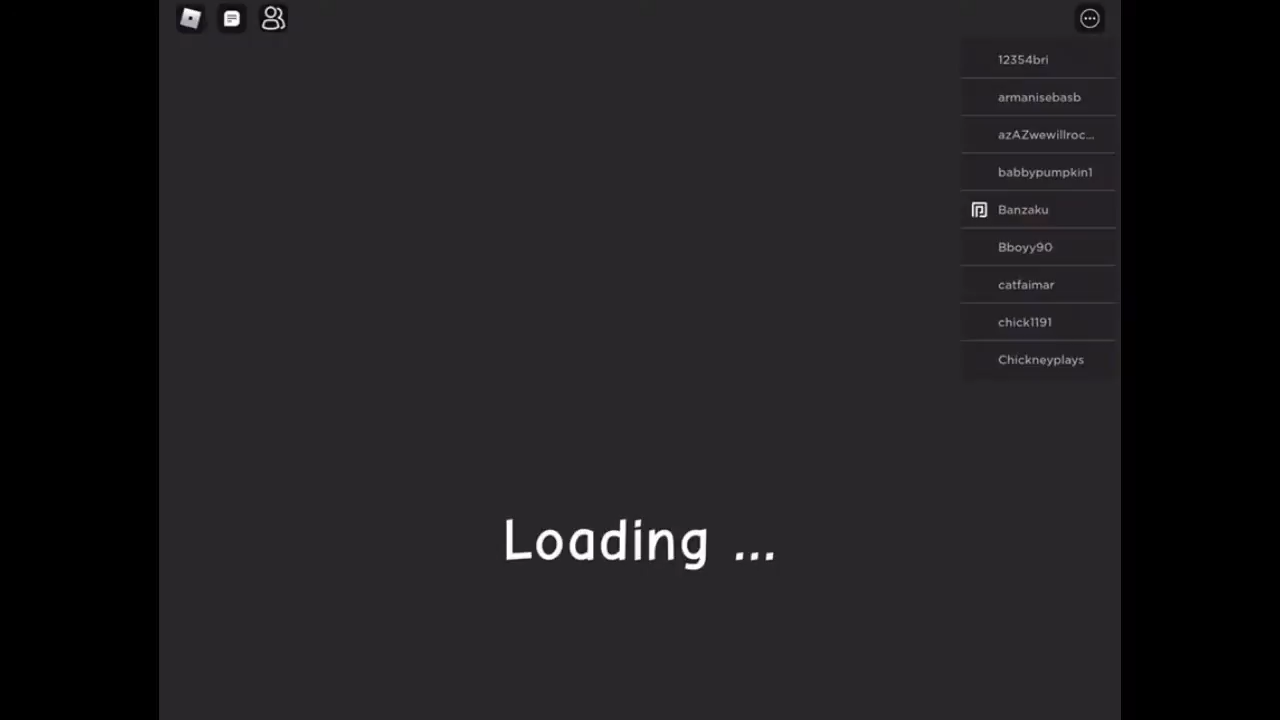 12354bri
armanisebasb
azAZwewillroc...
babbypumpkin1
Banzaku
Bboyy90
catfaimar
chick1191
Chickneyplays
Loading ...